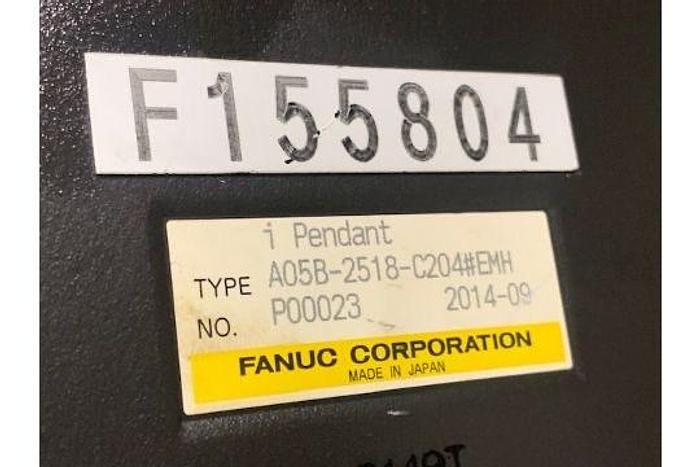 F155804
i Pendant
TYPE A05B-2518-C204#EMH
NO. P00023 2014-09
FANUC CORPORATION
MADE IN JAPAN